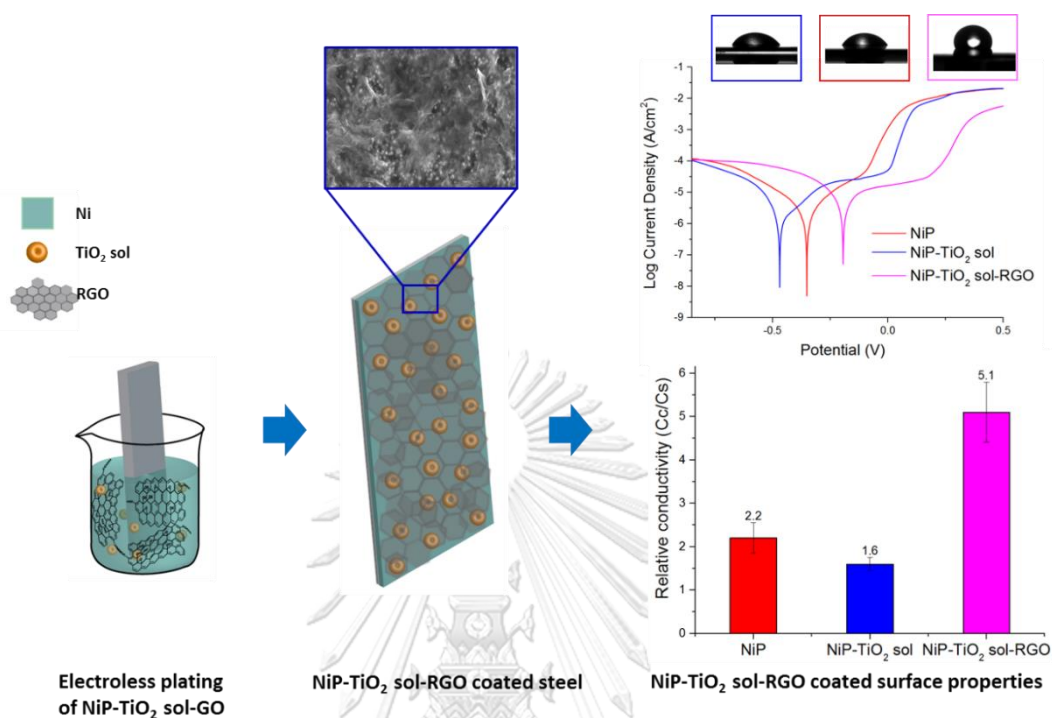 Ni
TiO₂ sol
RGO
Electroless plating
of NiP-TiO₂ sol-GO
NiP-TiO₂ sol-RGO coated steel
Log Current Density (A/cm²)
-1
-2
-3
-4
-5
-6
-7
-8
-9
NiP
NiP-TiO₂ sol
NiP-TiO₂ sol-RGO
-0.5
0.0
0.5
Potential (V)
Relative conductivity (Cc/Cs)
6
5
4
3
2
1
0
2.2
1.6
5.1
NiP
NiP-TiO₂ sol
NiP-TiO₂ sol-RGO
NiP-TiO₂ sol-RGO coated surface properties